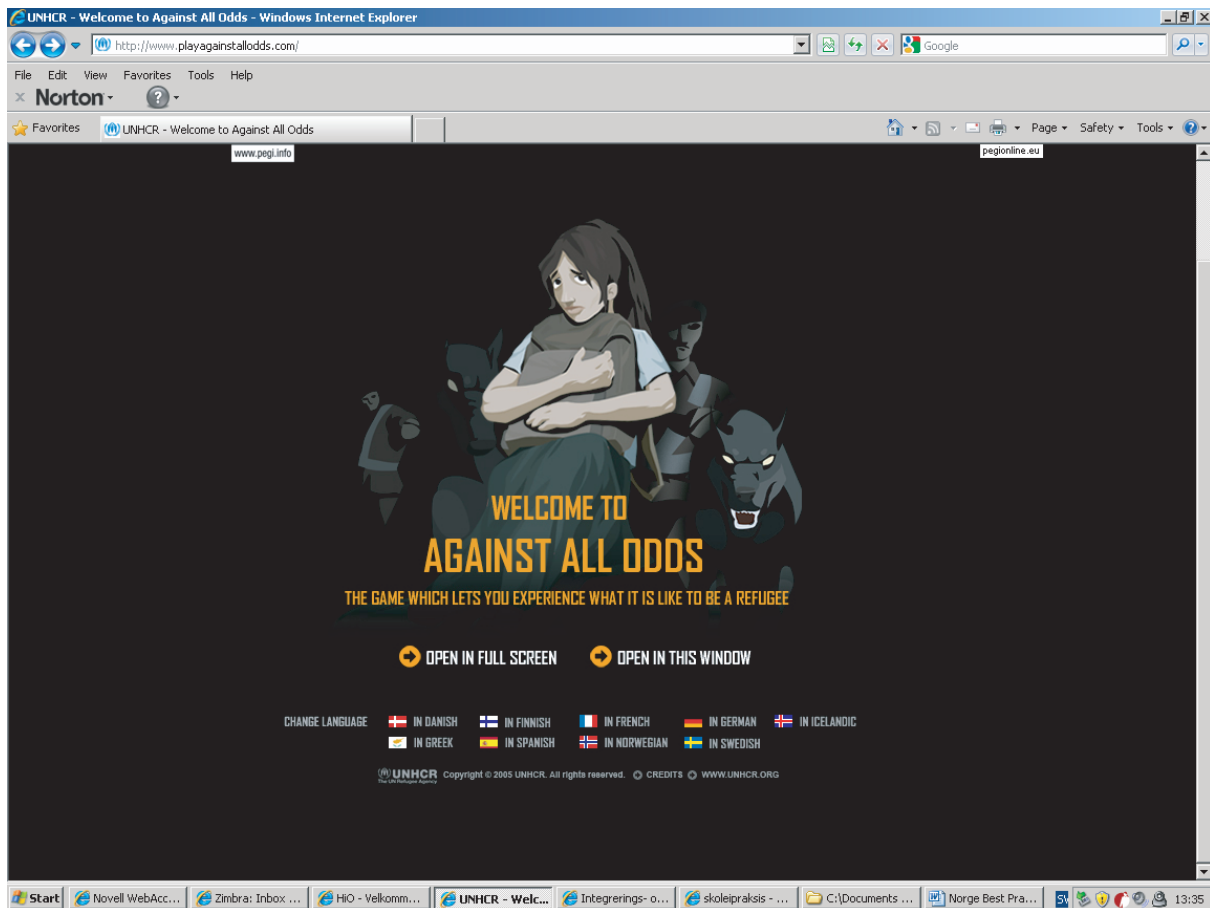 UNHCR - Welcome to Against All Odds - Windows Internet Explorer
http://www.playagainstallodds.com/
Google
File Edit View Favorites Tools Help
Norton
Favorites UNHCR - Welcome to Against All Odds Page Safety Tools
www.pegi.info pegionline.eu
WELCOME TO
AGAINST ALL ODDS
THE GAME WHICH LETS YOU EXPERIENCE WHAT IT IS LIKE TO BE A REFUGEE
OPEN IN FULL SCREEN OPEN IN THIS WINDOW
CHANGE LANGUAGE IN DANISH IN FINNISH IN FRENCH IN GERMAN IN ICELANDIC
IN GREEK IN SPANISH IN NORWEGIAN IN SWEDISH
UNHCR Copyright © 2005 UNHCR. All rights reserved. CREDITS WWW.UNHCR.ORG
The UN Refugee Agency
Start Novell WebAcc... Zimbra: Inbox ... HiO - Velkomm... UNHCR - Welc... Integrerings- o... skoleipraksis - ... C:\Documents ... Norge Best Pra... SV 13:35